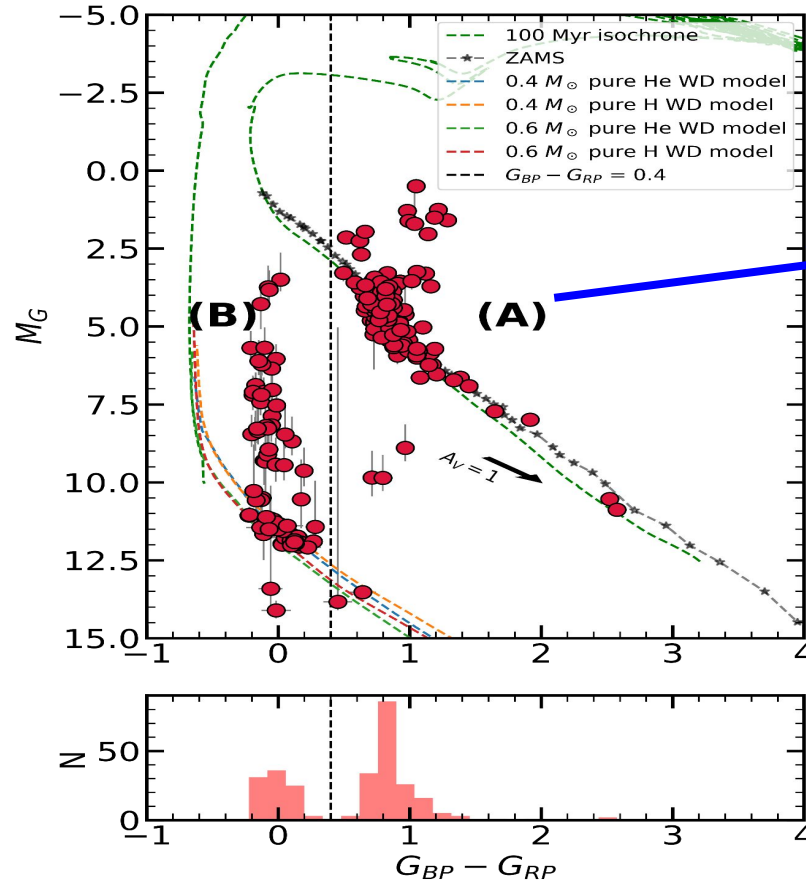 −5.0
−2.5
0.0
2.5
5.0
7.5
10.0
12.5
15.0
M_G
100 Myr isochrone
ZAMS
0.4 M⊙ pure He WD model
0.4 M⊙ pure H WD model
0.6 M⊙ pure He WD model
0.6 M⊙ pure H WD model
G_BP − G_RP = 0.4
(B)
(A)
A_V = 1
−1 0 1 2 3 4
50
0
N
−1 0 1 2 3 4
G_BP − G_RP